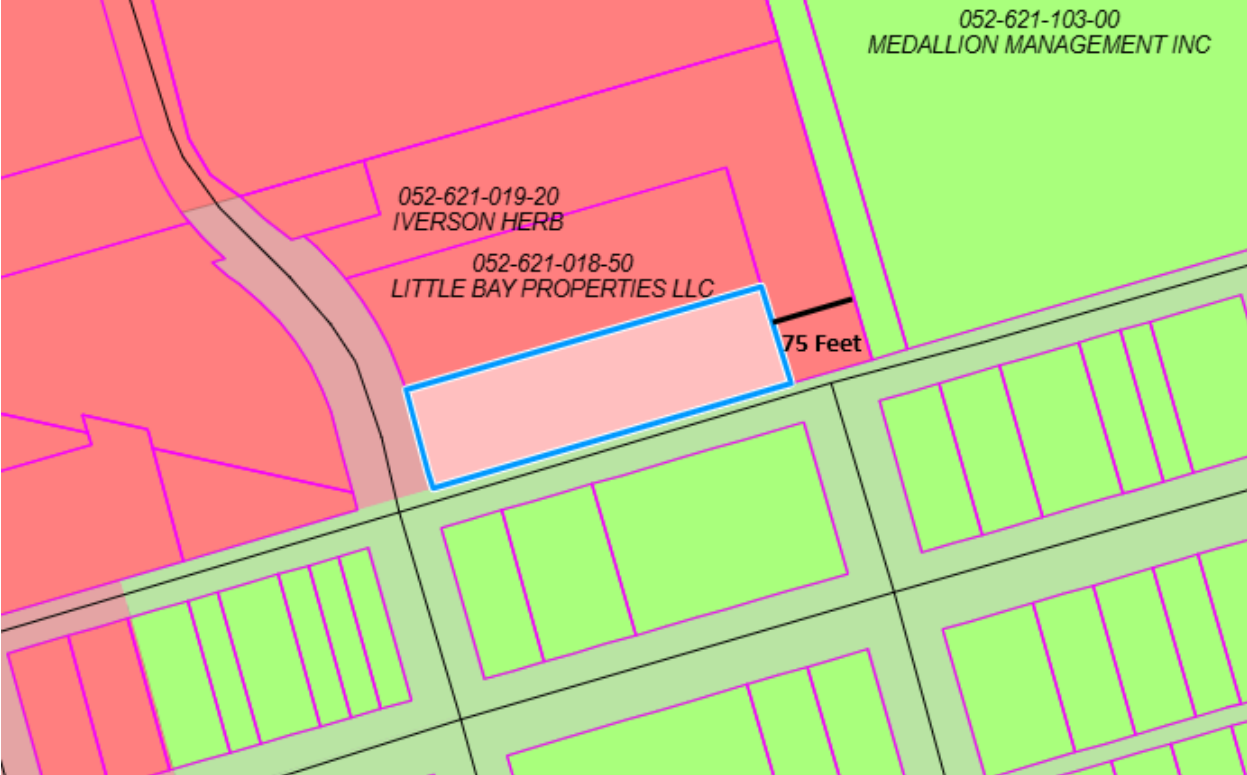 052-621-103-00
MEDALLION MANAGEMENT INC
052-621-019-20
IVERSON HERB
052-621-018-50
LITTLE BAY PROPERTIES LLC
75 Feet